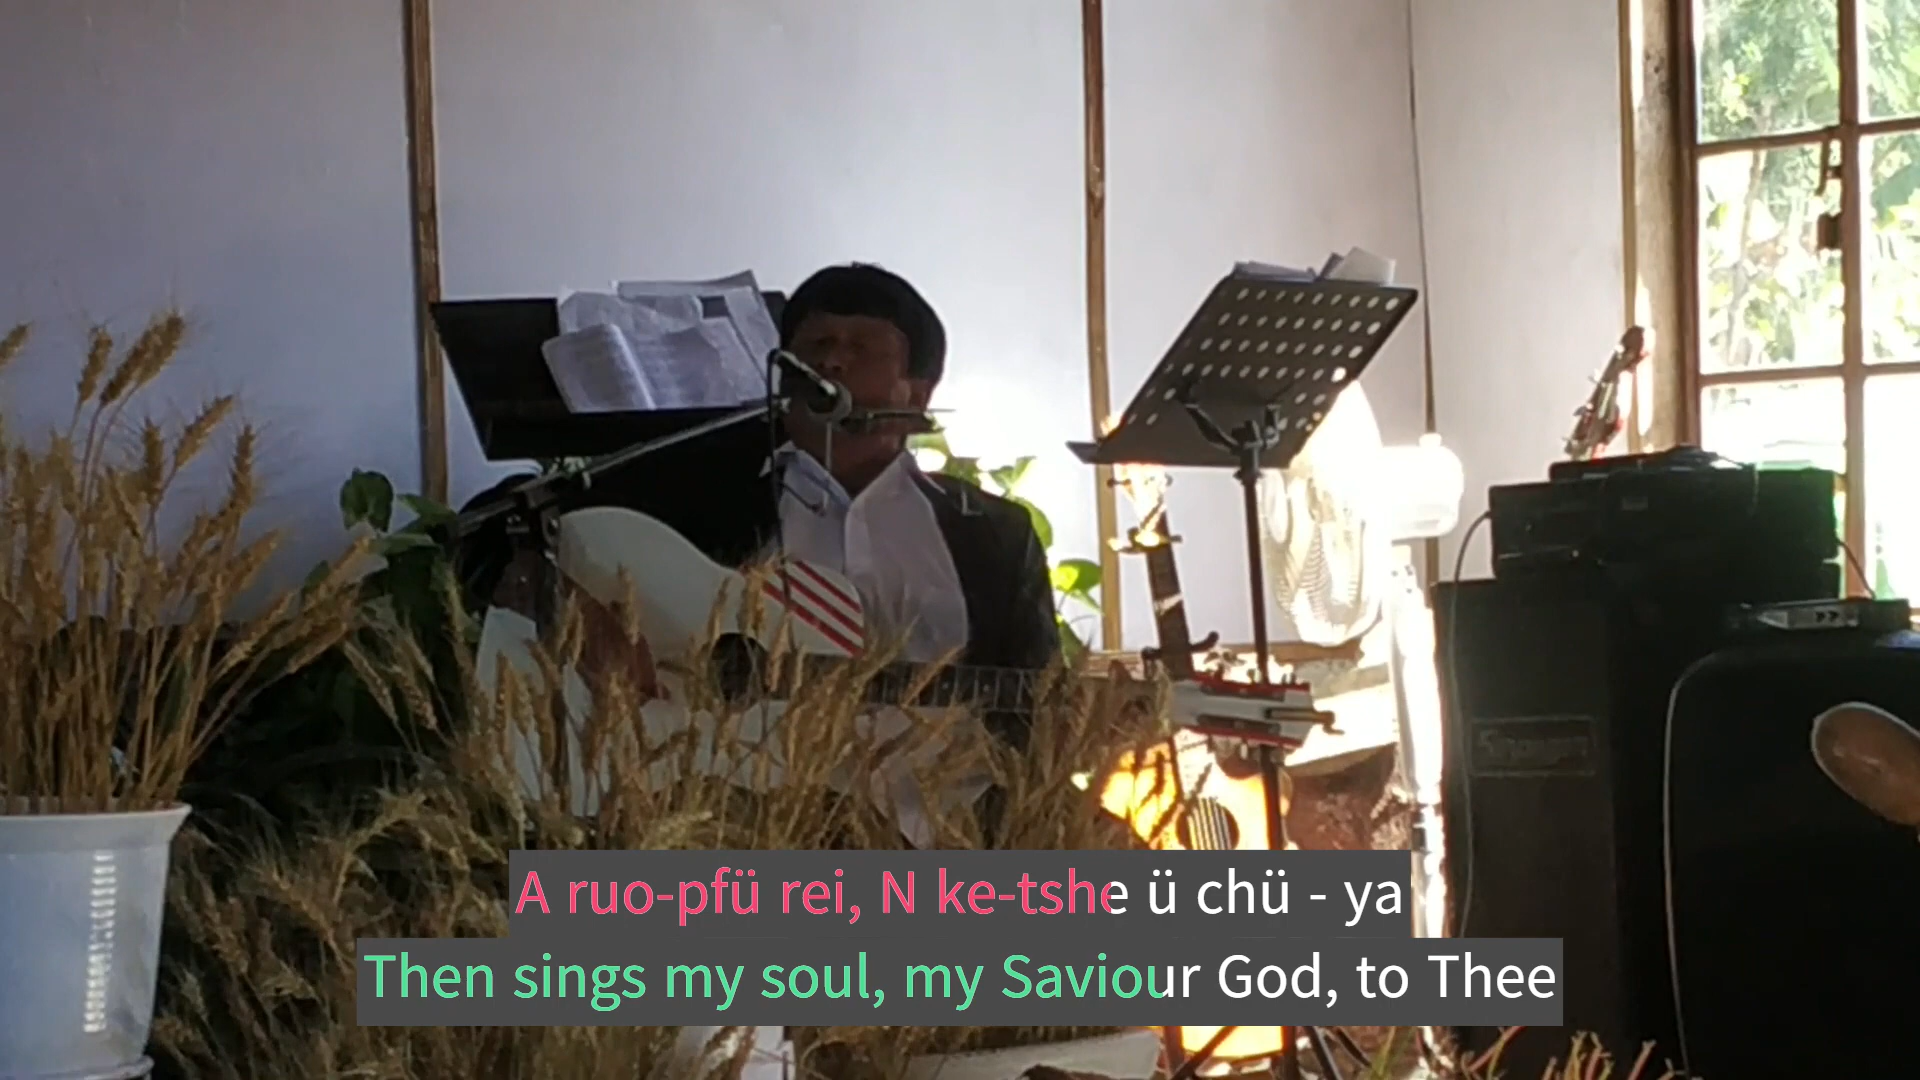 A ruo-pfü rei, N ke-tshe ü chü - ya
Then sings my soul, my Saviour God, to Thee